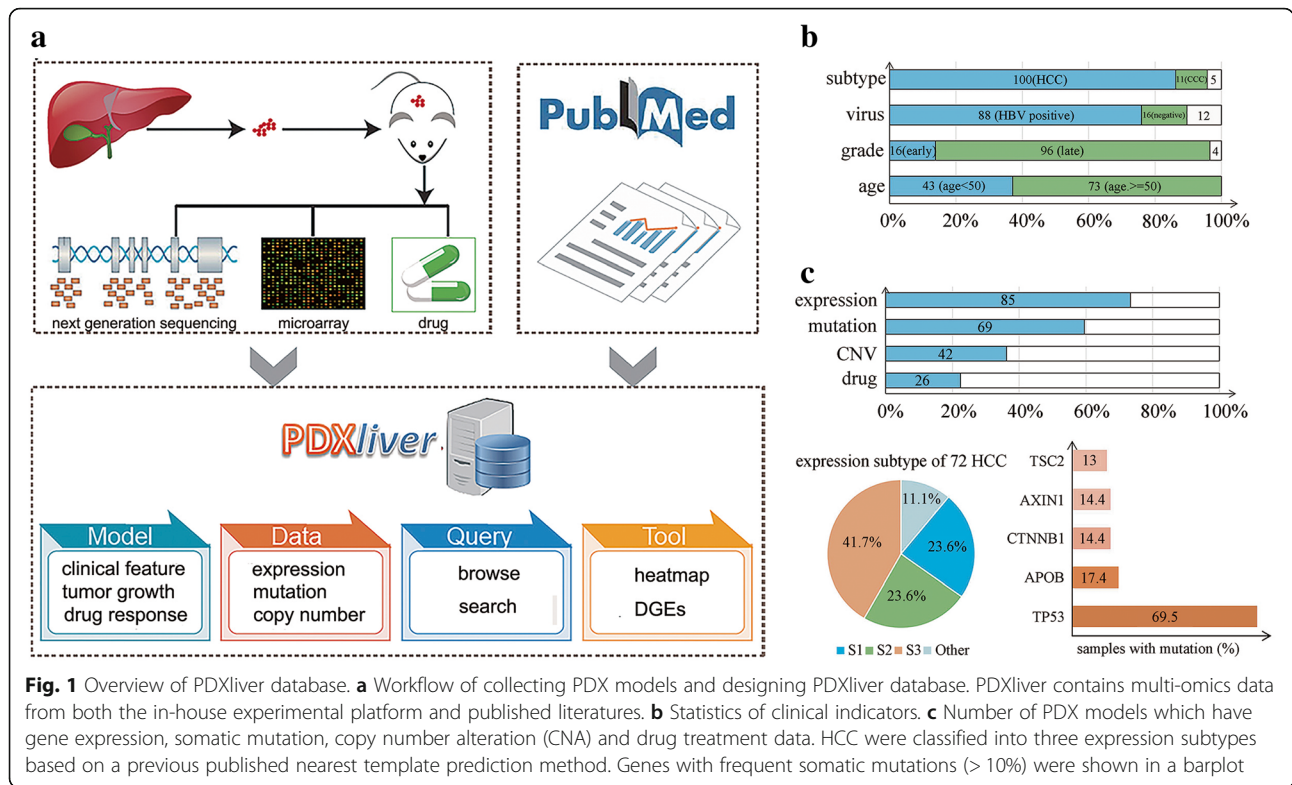 a
PubMed
next generation sequencing
microarray
drug
PDXliver
Model
clinical feature
tumor growth
drug response
Data
expression
mutation
copy number
Query
browse
search
Tool
heatmap
DGEs
b
subtype
100(HCC)
11(CCC)
5
virus
88 (HBV positive)
16(negative)
12
grade
16(early)
96 (late)
4
age
43 (age<50)
73 (age.>=50)
0% 20% 40% 60% 80% 100%
c
expression
85
mutation
69
CNV
42
drug
26
0% 20% 40% 60% 80% 100%
expression subtype of 72 HCC
11.1%
23.6%
23.6%
41.7%
S1 S2 S3 Other
TSC2
13
AXIN1
14.4
CTNNB1
14.4
APOB
17.4
TP53
69.5
samples with mutation (%)
Fig. 1 Overview of PDXliver database. a Workflow of collecting PDX models and designing PDXliver database. PDXliver contains multi-omics data
from both the in-house experimental platform and published literatures. b Statistics of clinical indicators. c Number of PDX models which have
gene expression, somatic mutation, copy number alteration (CNA) and drug treatment data. HCC were classified into three expression subtypes
based on a previous published nearest template prediction method. Genes with frequent somatic mutations (> 10%) were shown in a barplot